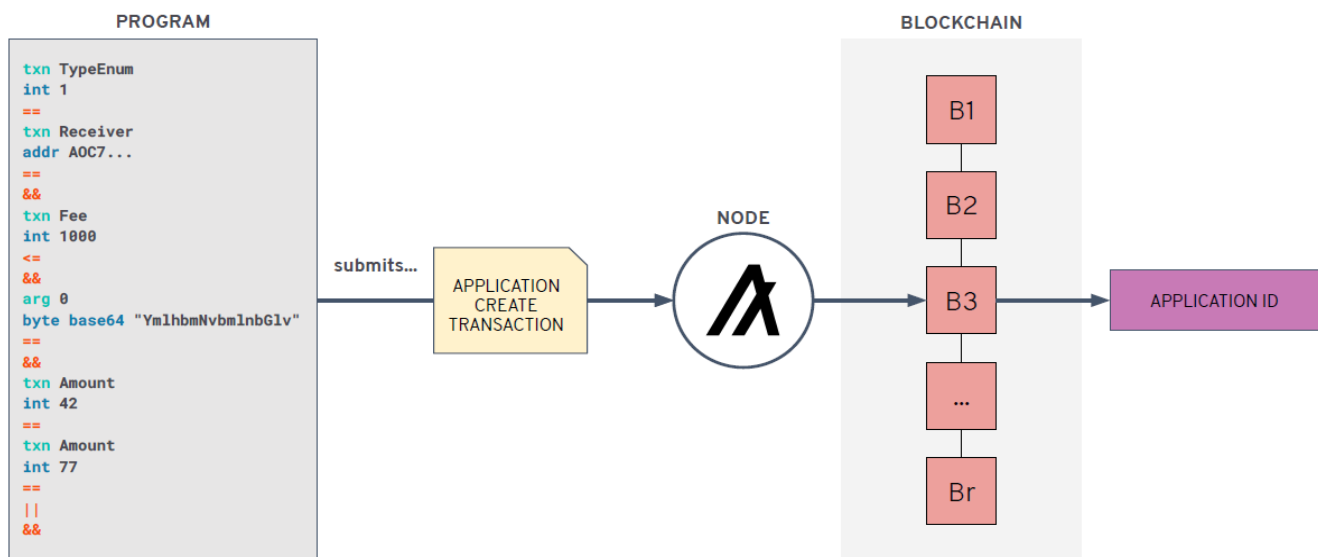 PROGRAM
txn TypeEnum
int 1
==
txn Receiver
addr AOC7...
==
&&
txn Fee
int 1000
<=
&&
arg 0
byte base64 "YmlhbmNvbmlnbGlv"
==
&&
txn Amount
int 42
==
txn Amount
int 77
==
||
&&
submits...
APPLICATION
CREATE
TRANSACTION
NODE
BLOCKCHAIN
B1
B2
B3
...
Br
APPLICATION ID